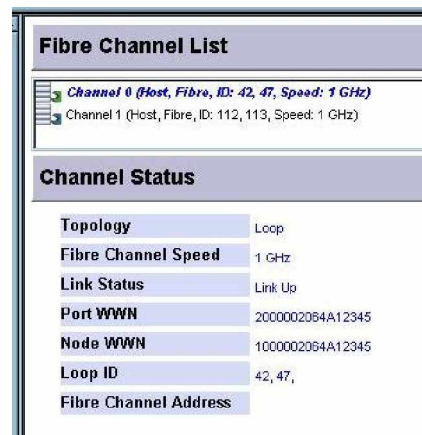 Fibre Channel List
Channel 0 (Host, Fibre, ID: 42, 47, Speed: 1 GHz)
Channel 1 (Host, Fibre, ID: 112, 113, Speed: 1 GHz)
Channel Status
Topology Loop
Fibre Channel Speed 1 GHz
Link Status Link Up
Port WWN 2000002064A12345
Node WWN 1000002064A12345
Loop ID 42, 47,
Fibre Channel Address